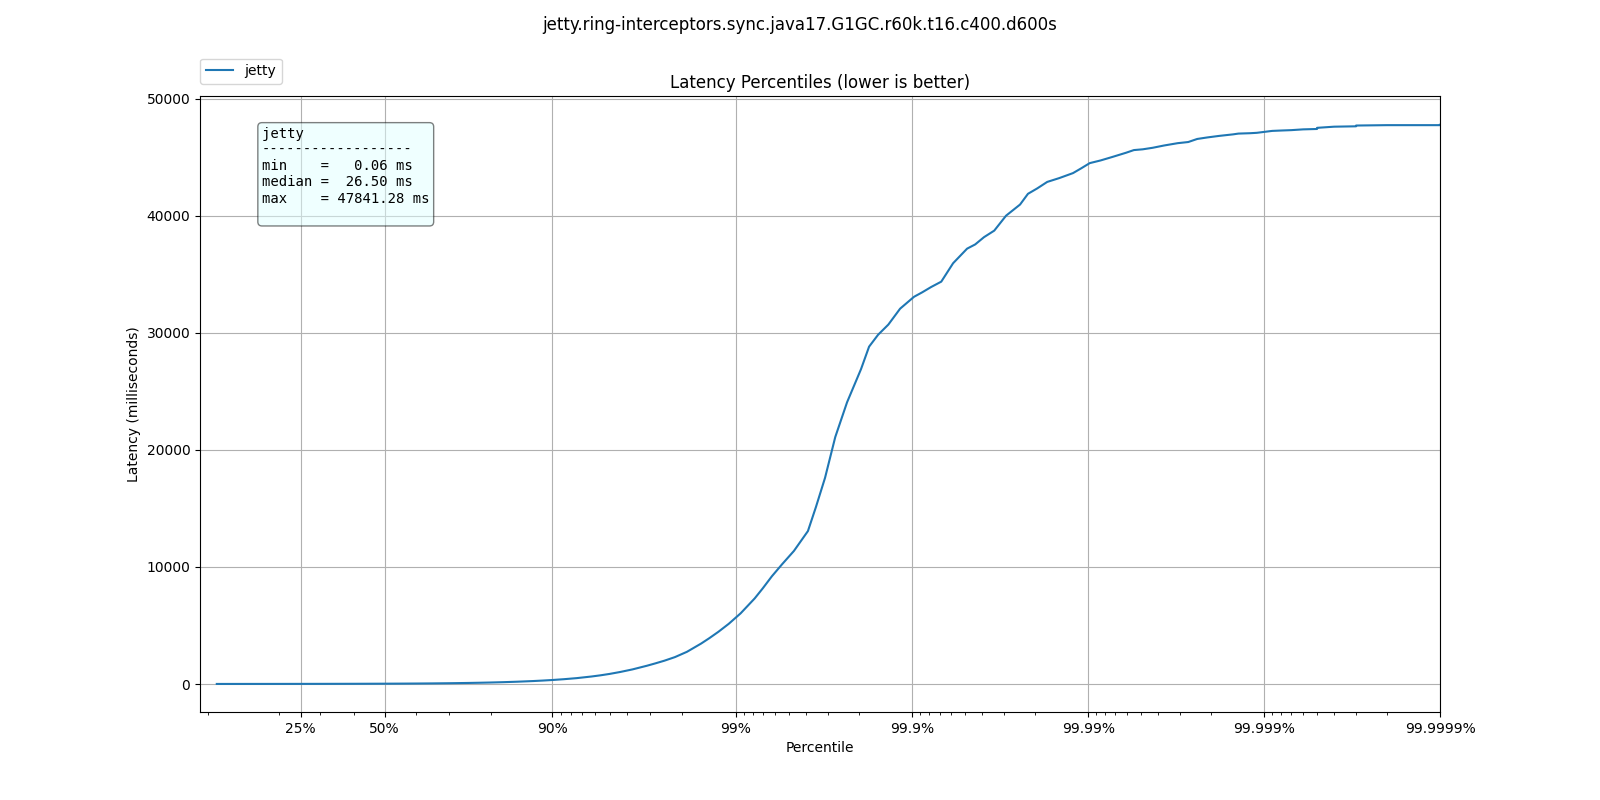 jetty.ring-interceptors.sync.java17.G1GC.r60k.t16.c400.d600s
jetty
Latency Percentiles (lower is better)
50000
40000
30000
20000
10000
0
Latency (milliseconds)
jetty
------------------
min    =   0.06 ms
median =  26.50 ms
max    = 47841.28 ms
25% 50% 90% 99% 99.9% 99.99% 99.999% 99.9999%
Percentile